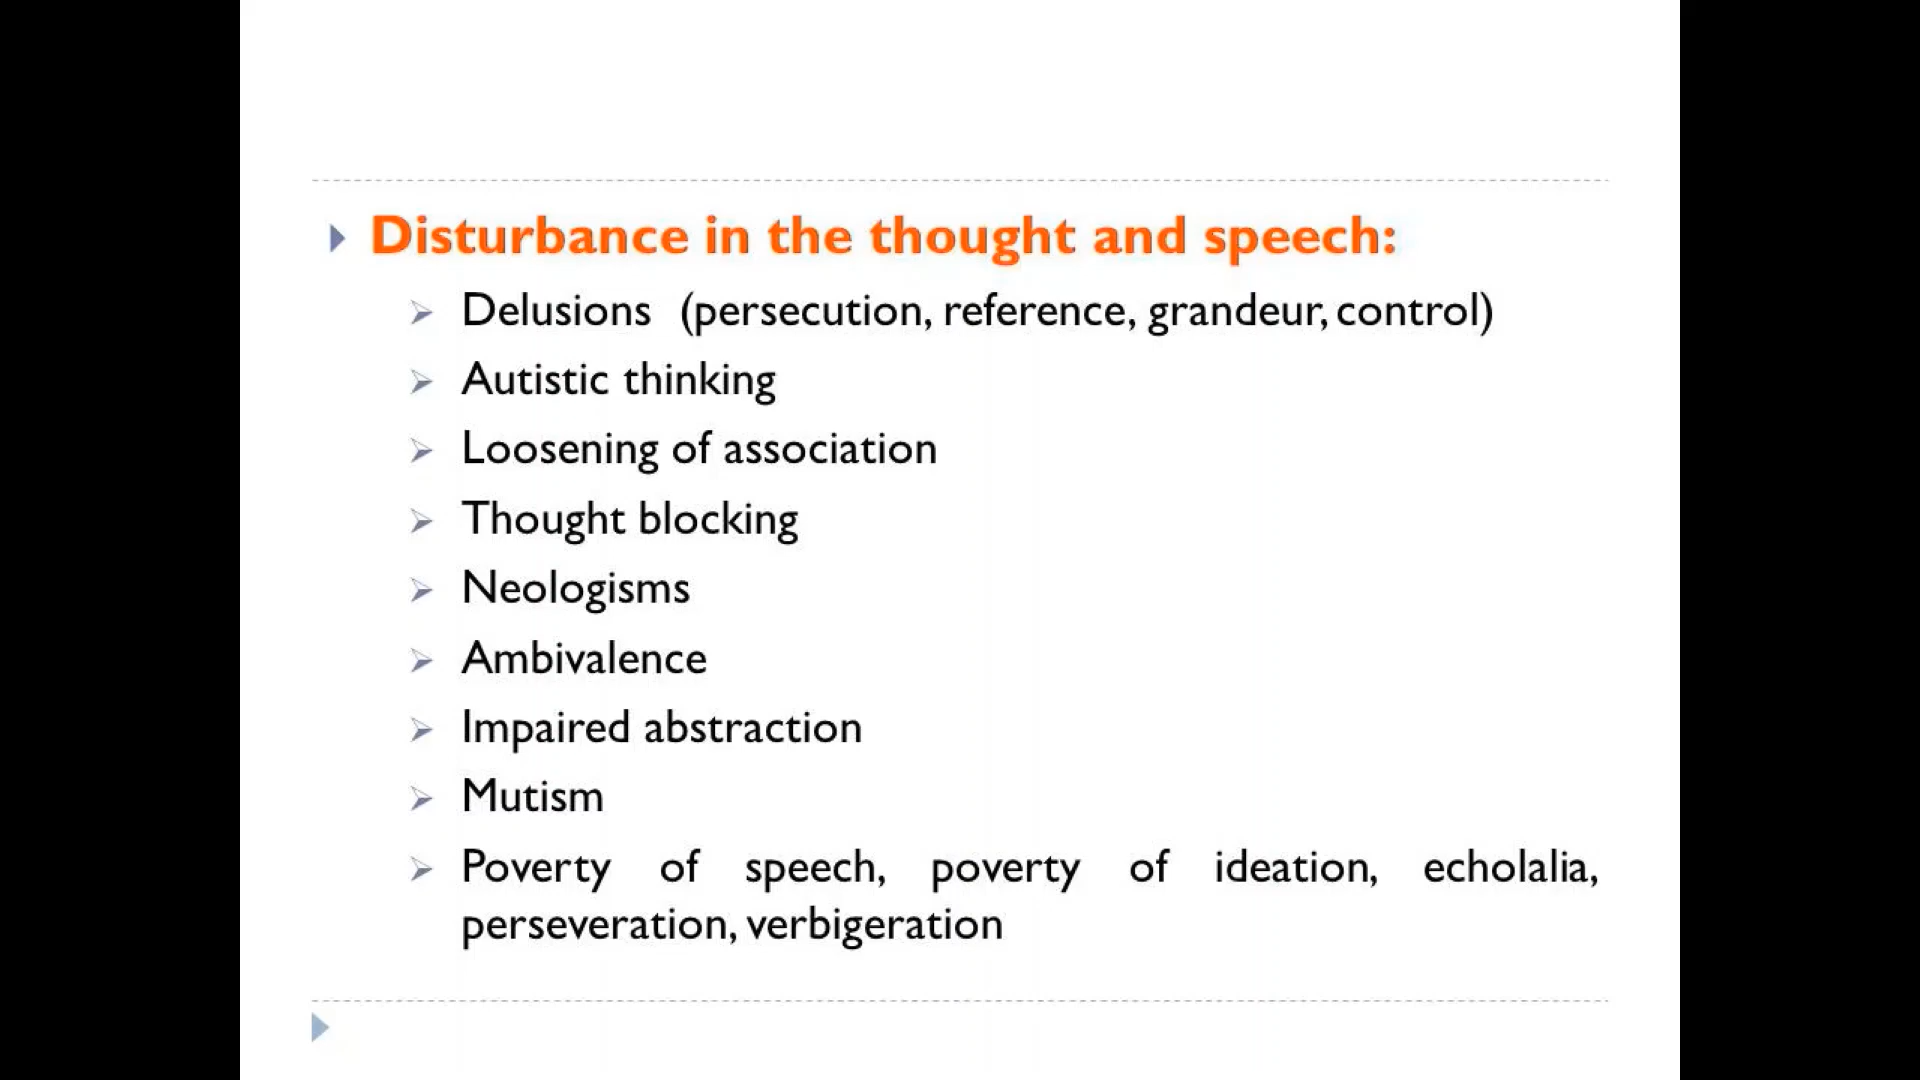 Disturbance in the thought and speech:
Delusions (persecution, reference, grandeur, control)
Autistic thinking
Loosening of association
Thought blocking
Neologisms
Ambivalence
Impaired abstraction
Mutism
Poverty of speech, poverty of ideation, echolalia,
perseveration, verbigeration